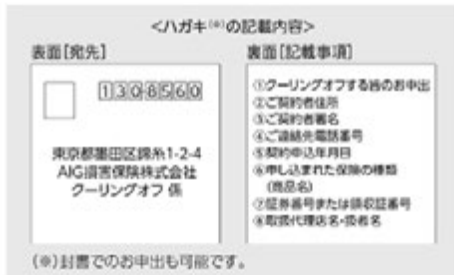 ＜ハガキ(※)の記載内容＞
表面[宛先]
1308560
東京都墨田区錦糸1-2-4
AIG損害保険株式会社
クーリングオフ 係
裏面[記載事項]
①クーリングオフする旨のお申出
②ご契約者住所
③ご契約者署名
④ご連絡先電話番号
⑤契約申込年月日
⑥申し込まれた保険の種類
(商品名)
⑦証券番号または領収証番号
⑧取扱代理店名・扱者名
(※)封書でのお申出も可能です。